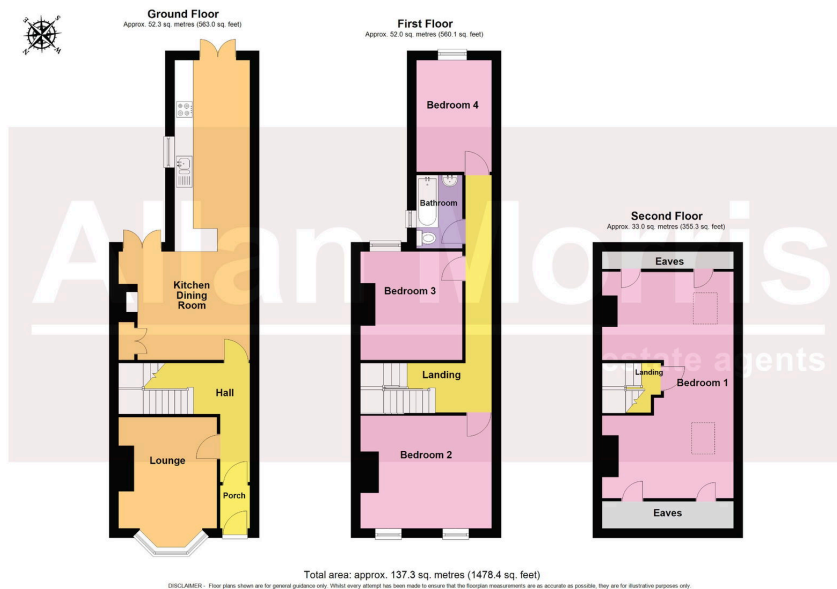 Ground Floor
Approx. 52.3 sq. metres (563.0 sq. feet)
Kitchen
Dining
Room
Hall
Lounge
Porch
First Floor
Approx. 52.0 sq. metres (560.1 sq. feet)
Bedroom 4
Bathroom
Bedroom 3
Landing
Bedroom 2
Second Floor
Approx. 33.0 sq. metres (355.3 sq. feet)
Eaves
Landing
Bedroom 1
Eaves
Allan Morris
estate agents
Total area: approx. 137.3 sq. metres (1478.4 sq. feet)
DISCLAIMER - Floor plans shown are for general guidance only. Whilst every attempt has been made to ensure that the floorplan measurements are as accurate as possible, they are for illustrative purposes only.